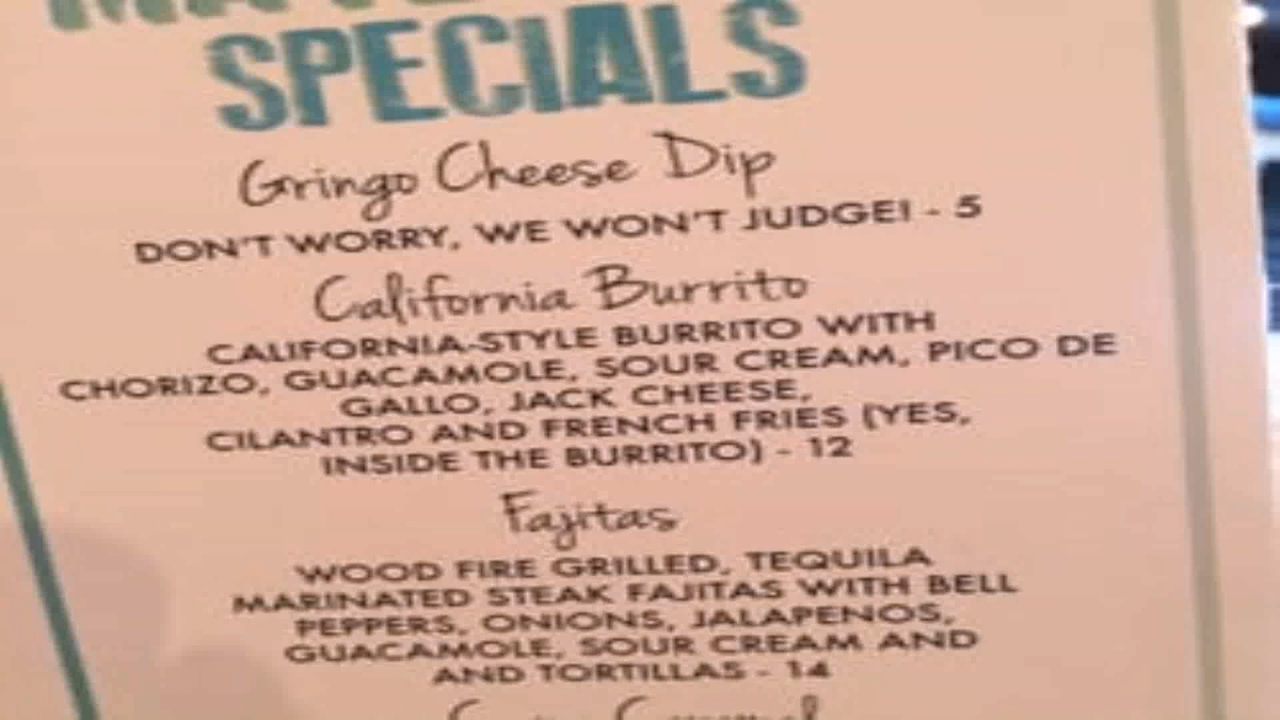 SPECIALS
Gringo Cheese Dip
DON'T WORRY, WE WON'T JUDGE! - 5
California Burrito
CALIFORNIA-STYLE BURRITO WITH
CHORIZO, GUACAMOLE, SOUR CREAM, PICO DE
GALLO, JACK CHEESE,
CILANTRO AND FRENCH FRIES (YES,
INSIDE THE BURRITO) - 12
Fajitas
WOOD FIRE GRILLED, TEQUILA
MARINATED STEAK FAJITAS WITH BELL
PEPPERS, ONIONS, JALAPENOS,
GUACAMOLE, SOUR CREAM AND
AND TORTILLAS - 14